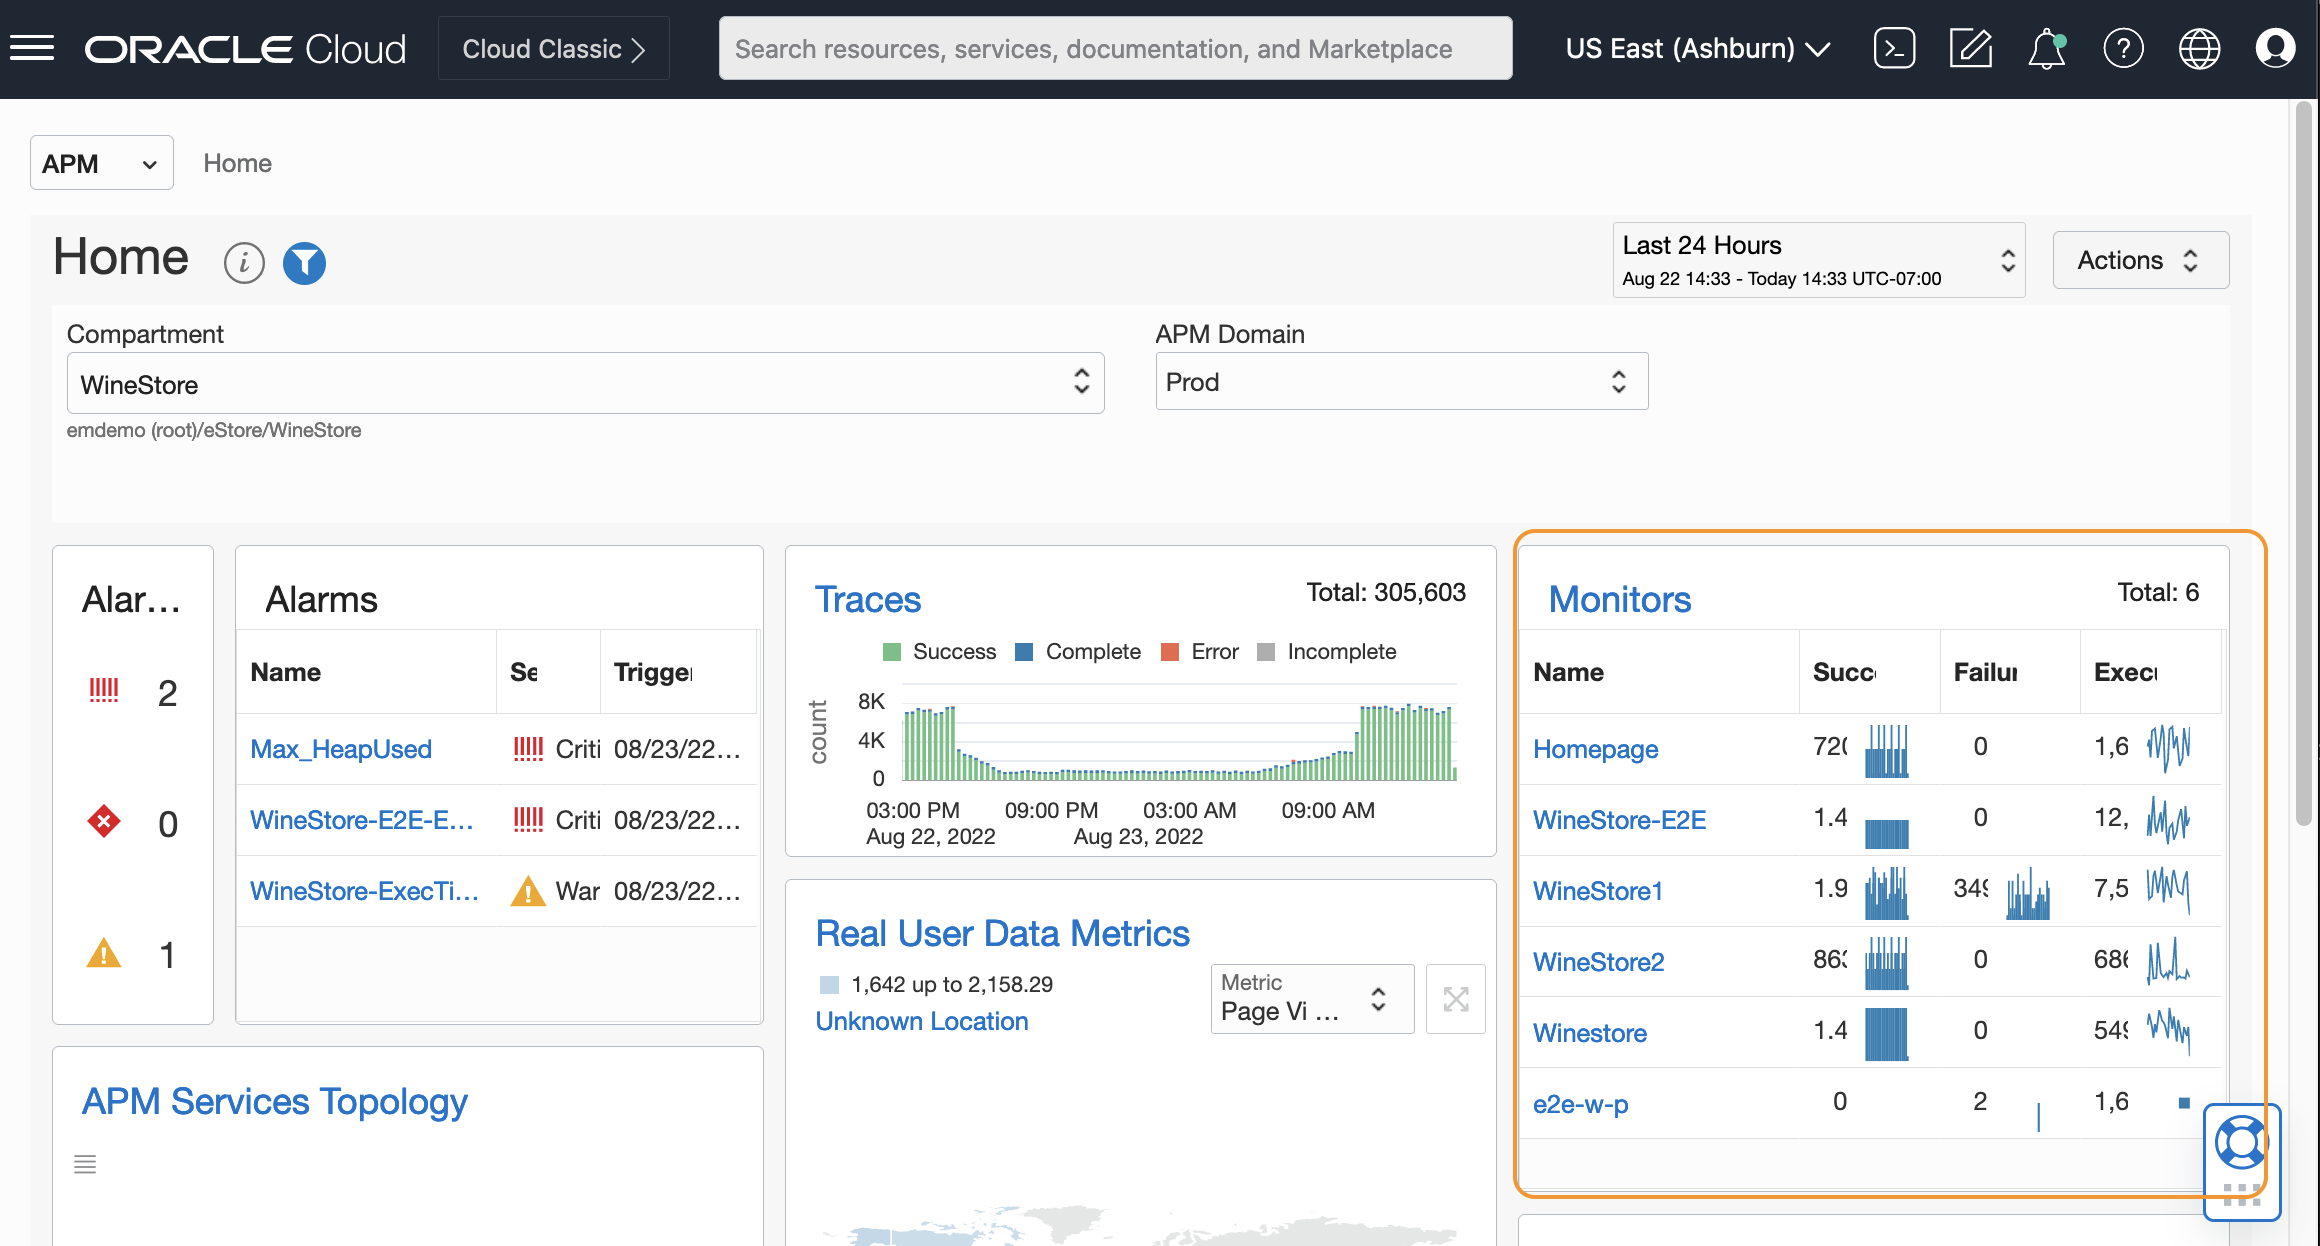 ORACLE Cloud
Cloud Classic
Search resources, services, documentation, and Marketplace
US East (Ashburn)
APM
Home
Home
Last 24 Hours
Aug 22 14:33 - Today 14:33 UTC-07:00
Actions
Compartment
WineStore
emdemo (root)/eStore/WineStore
APM Domain
Prod
Alar...
2
0
1
Alarms
Name Se Trigge
Max_HeapUsed Criti 08/23/22...
WineStore-E2E-E... Criti 08/23/22...
WineStore-ExecTi... War 08/23/22...
APM Services Topology
Traces
Total: 305,603
Success Complete Error Incomplete
count
8K
4K
0
03:00 PM 09:00 PM 03:00 AM 09:00 AM
Aug 22, 2022 Aug 23, 2022
Real User Data Metrics
1,642 up to 2,158.29
Unknown Location
Metric
Page Vi ...
Monitors
Total: 6
Name Succ Failu Exec
Homepage 720 0 1,6
WineStore-E2E 1.4 0 12,
WineStore1 1.9 349 7,5
WineStore2 863 0 686
Winestore 1.4 0 549
e2e-w-p 0 2 1,6